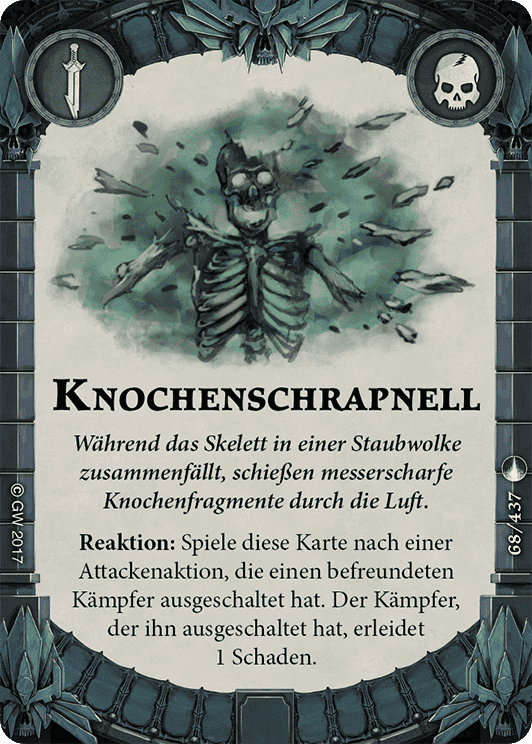 KNOCHENSCHRAPNELL
Während das Skelett in einer Staubwolke
zusammenfällt, schießen messerscharfe
Knochenfragmente durch die Luft.
Reaktion: Spiele diese Karte nach einer
Attackenaktion, die einen befreundeten
Kämpfer ausgeschaltet hat. Der Kämpfer,
der ihn ausgeschaltet hat, erleidet
1 Schaden.
© GW 2017
68/437